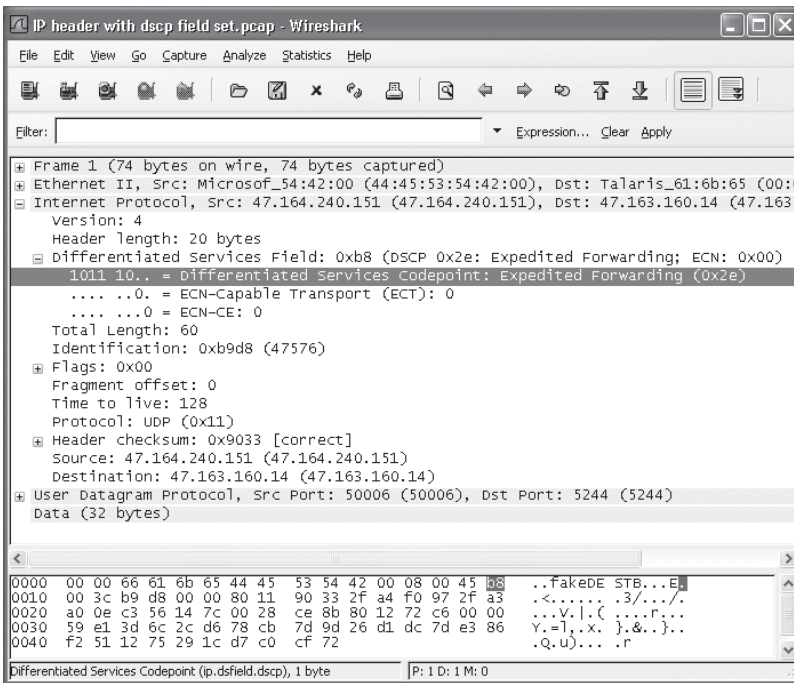 IP header with dscp field set.pcap - Wireshark
File Edit View Go Capture Analyze Statistics Help
Filter: Expression... Clear Apply
Frame 1 (74 bytes on wire, 74 bytes captured)
Ethernet II, Src: Microsof_54:42:00 (44:45:53:54:42:00), Dst: Talaris_61:6b:65 (00:
Internet Protocol, Src: 47.164.240.151 (47.164.240.151), Dst: 47.163.160.14 (47.163
Version: 4
Header length: 20 bytes
Differentiated Services Field: 0xb8 (DSCP 0x2e: Expedited Forwarding; ECN: 0x00)
1011 10.. = Differentiated Services Codepoint: Expedited Forwarding (0x2e)
.... ..0. = ECN-Capable Transport (ECT): 0
.... ...0 = ECN-CE: 0
Total Length: 60
Identification: 0xb9d8 (47576)
Flags: 0x00
Fragment offset: 0
Time to live: 128
Protocol: UDP (0x11)
Header checksum: 0x9033 [correct]
Source: 47.164.240.151 (47.164.240.151)
Destination: 47.163.160.14 (47.163.160.14)
User Datagram Protocol, Src Port: 50006 (50006), Dst Port: 5244 (5244)
Data (32 bytes)
0000 00 00 66 61 6b 65 44 45 53 54 42 00 08 00 45 b8 ..fakeDE STB...E.
0010 00 3c b9 d8 00 00 80 11 90 33 2f a4 f0 97 2f a3 .<...... .3/.../.
0020 a0 0e c3 56 14 7c 00 28 ce 8b 80 12 72 c6 00 00 ...V.|.( ....r...
0030 59 e1 3d 6c 2c d6 78 cb 7d 9d 26 d1 dc 7d e3 86 Y.=l,.x. }.&..}..
0040 f2 51 12 75 29 1c d7 c0 cf 72 .Q.u)... .r
Differentiated Services Codepoint (ip.dsfield.dscp), 1 byte P: 1 D: 1 M: 0